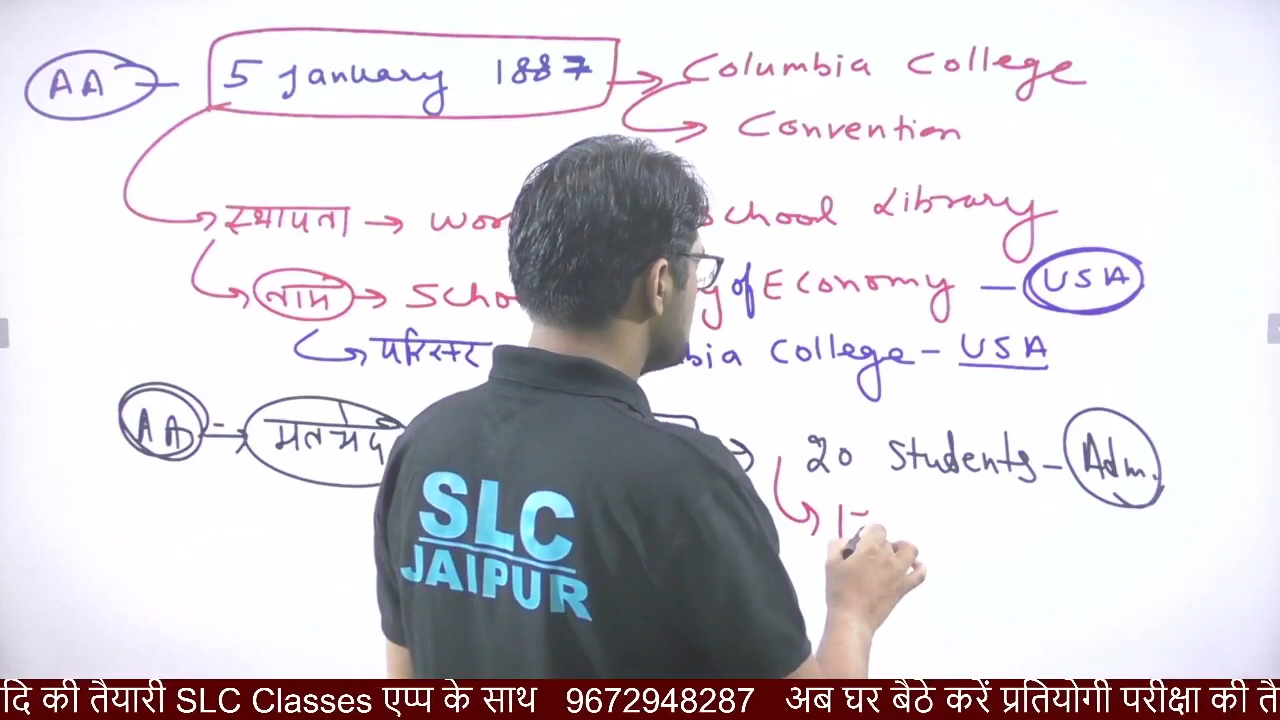 AA – 5 January 1887 → Columbia College
→ Convention
स्थापना → Wor School Library
नाम → Scho y of Economy – USA
परिसर bia College – USA
AA – मतभेद → 20 Students – Adm.
SLC
JAIPUR
दि की तैयारी SLC Classes एप्प के साथ 9672948287 अब घर बैठे करें प्रतियोगी परीक्षा की तै